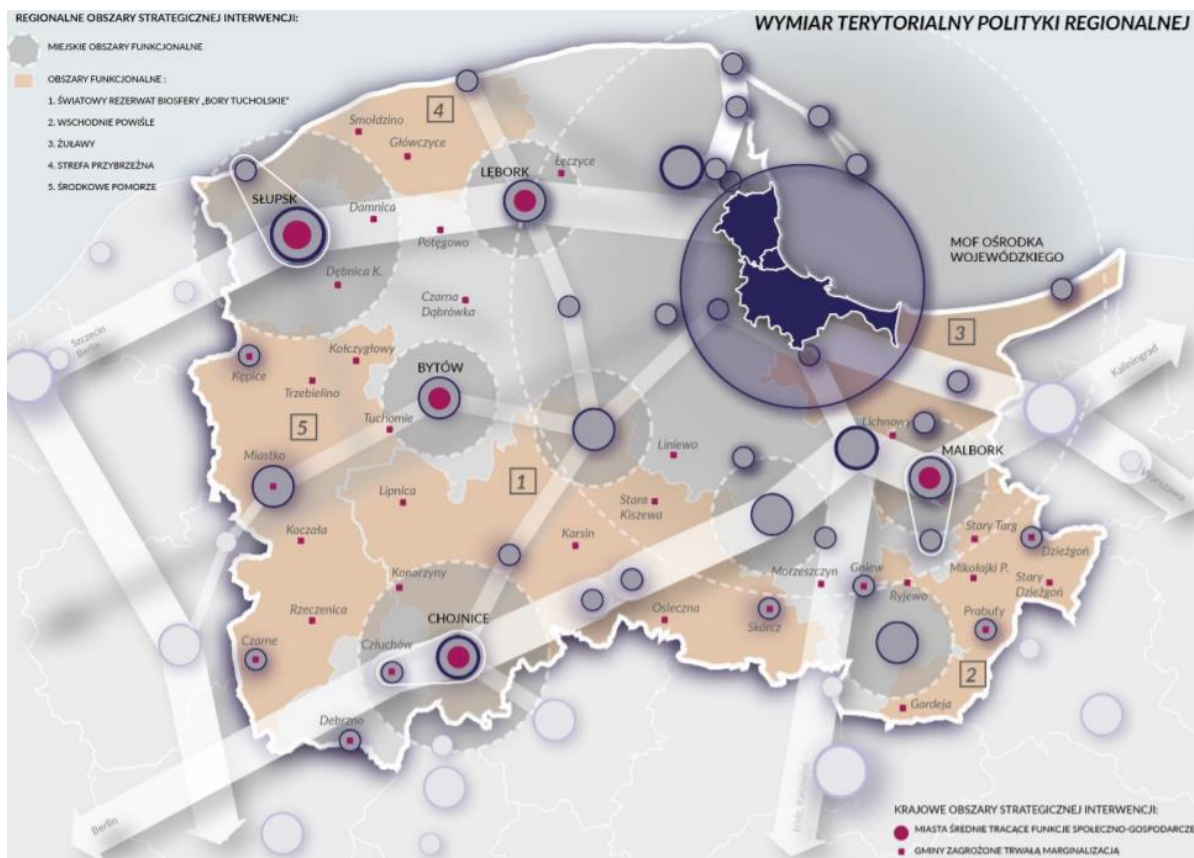 REGIONALNE OBSZARY STRATEGICZNEJ INTERWENCJI:
MIEJSKIE OBSZARY FUNKCJONALNE
OBSZARY FUNKCJONALNE :
1. ŚWIATOWY REZERWAT BIOSFERY „BORY TUCHOLSKIE"
2. WSCHODNIE POWIŚLE
3. ŻUŁAWY
4. STREFA PRZYBRZEŻNA
5. ŚRODKOWE POMORZE
WYMIAR TERYTORIALNY POLITYKI REGIONALNEJ
4
Smołdzino
Główczyce
LĘBORK
Łęczyce
SŁUPSK
Damnica
Potęgowo
MOF OŚRODKA
WOJEWÓDZKIEGO
Dębnica K.
Czarna
Dąbrówka
Szczecin
Berlin
3
Kaliningrad
Kołczygłowy
Kępice
Trzebielino
BYTÓW
5
Tuchomie
Lichnowy
Liniewo
MALBORK
Miastko
1
Warszawa
Lipnica
Stara
Kiszewa
Koczała
Karsin
Stary Targ
Dzieżgoń
Konarzyny
Morzeszczyn
Gniew
Mikołajki P.
Ryjewo
Stary
Dzieżgoń
Rzeczenica
CHOJNICE
Osieczna
Skórcz
Prabuty
Czarne
Człuchów
2
Gardeja
Debrzno
Berlin
Łódź, Katowice
KRAJOWE OBSZARY STRATEGICZNEJ INTERWENCJI:
MIASTA ŚREDNIE TRACĄCE FUNKCJE SPOŁECZNO-GOSPODARCZE
GMINY ZAGROŻONE TRWAŁĄ MARGINALIZACJĄ